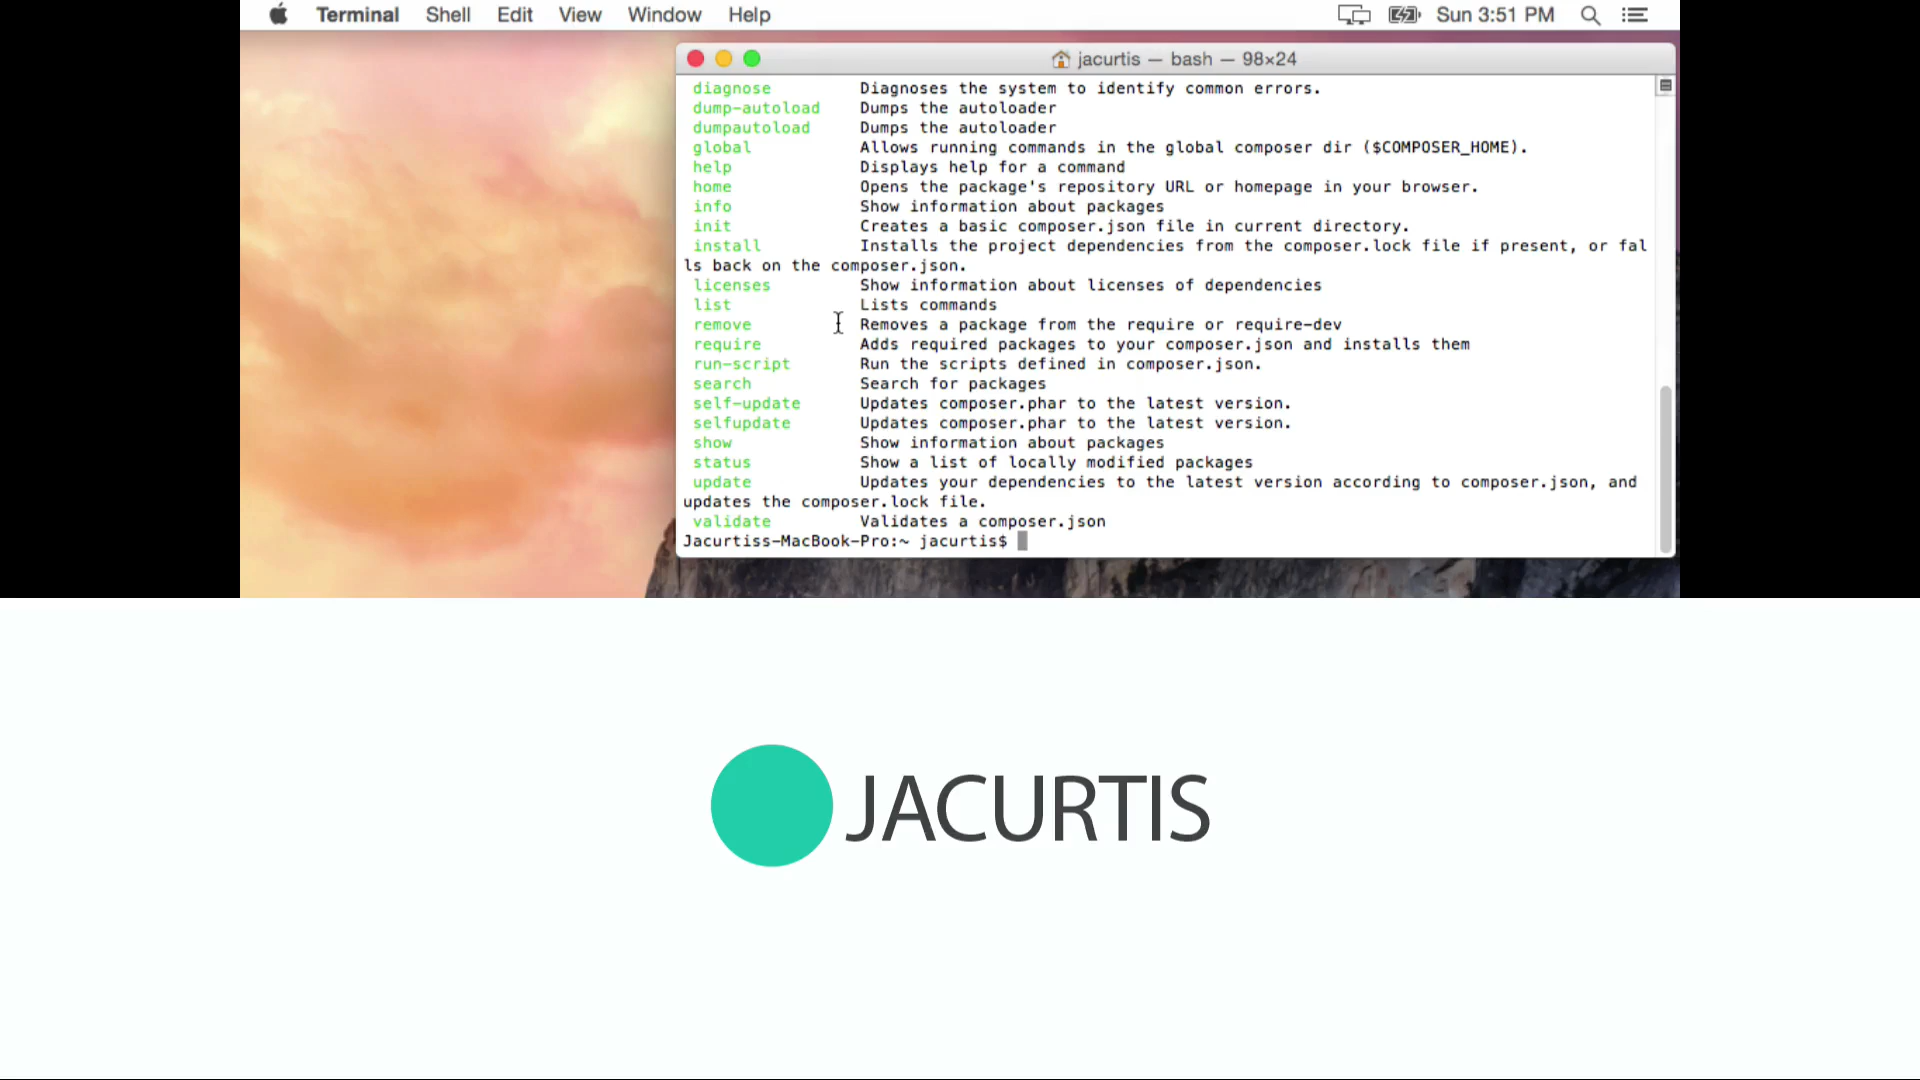 Terminal Shell Edit View Window Help Sun 3:51 PM
jacurtis — bash — 98×24
diagnose Diagnoses the system to identify common errors.
dump-autoload Dumps the autoloader
dumpautoload Dumps the autoloader
global Allows running commands in the global composer dir ($COMPOSER_HOME).
help Displays help for a command
home Opens the package's repository URL or homepage in your browser.
info Show information about packages
init Creates a basic composer.json file in current directory.
install Installs the project dependencies from the composer.lock file if present, or fal
ls back on the composer.json.
licenses Show information about licenses of dependencies
list Lists commands
remove Removes a package from the require or require-dev
require Adds required packages to your composer.json and installs them
run-script Run the scripts defined in composer.json.
search Search for packages
self-update Updates composer.phar to the latest version.
selfupdate Updates composer.phar to the latest version.
show Show information about packages
status Show a list of locally modified packages
update Updates your dependencies to the latest version according to composer.json, and
updates the composer.lock file.
validate Validates a composer.json
Jacurtiss-MacBook-Pro:~ jacurtis$
JACURTIS